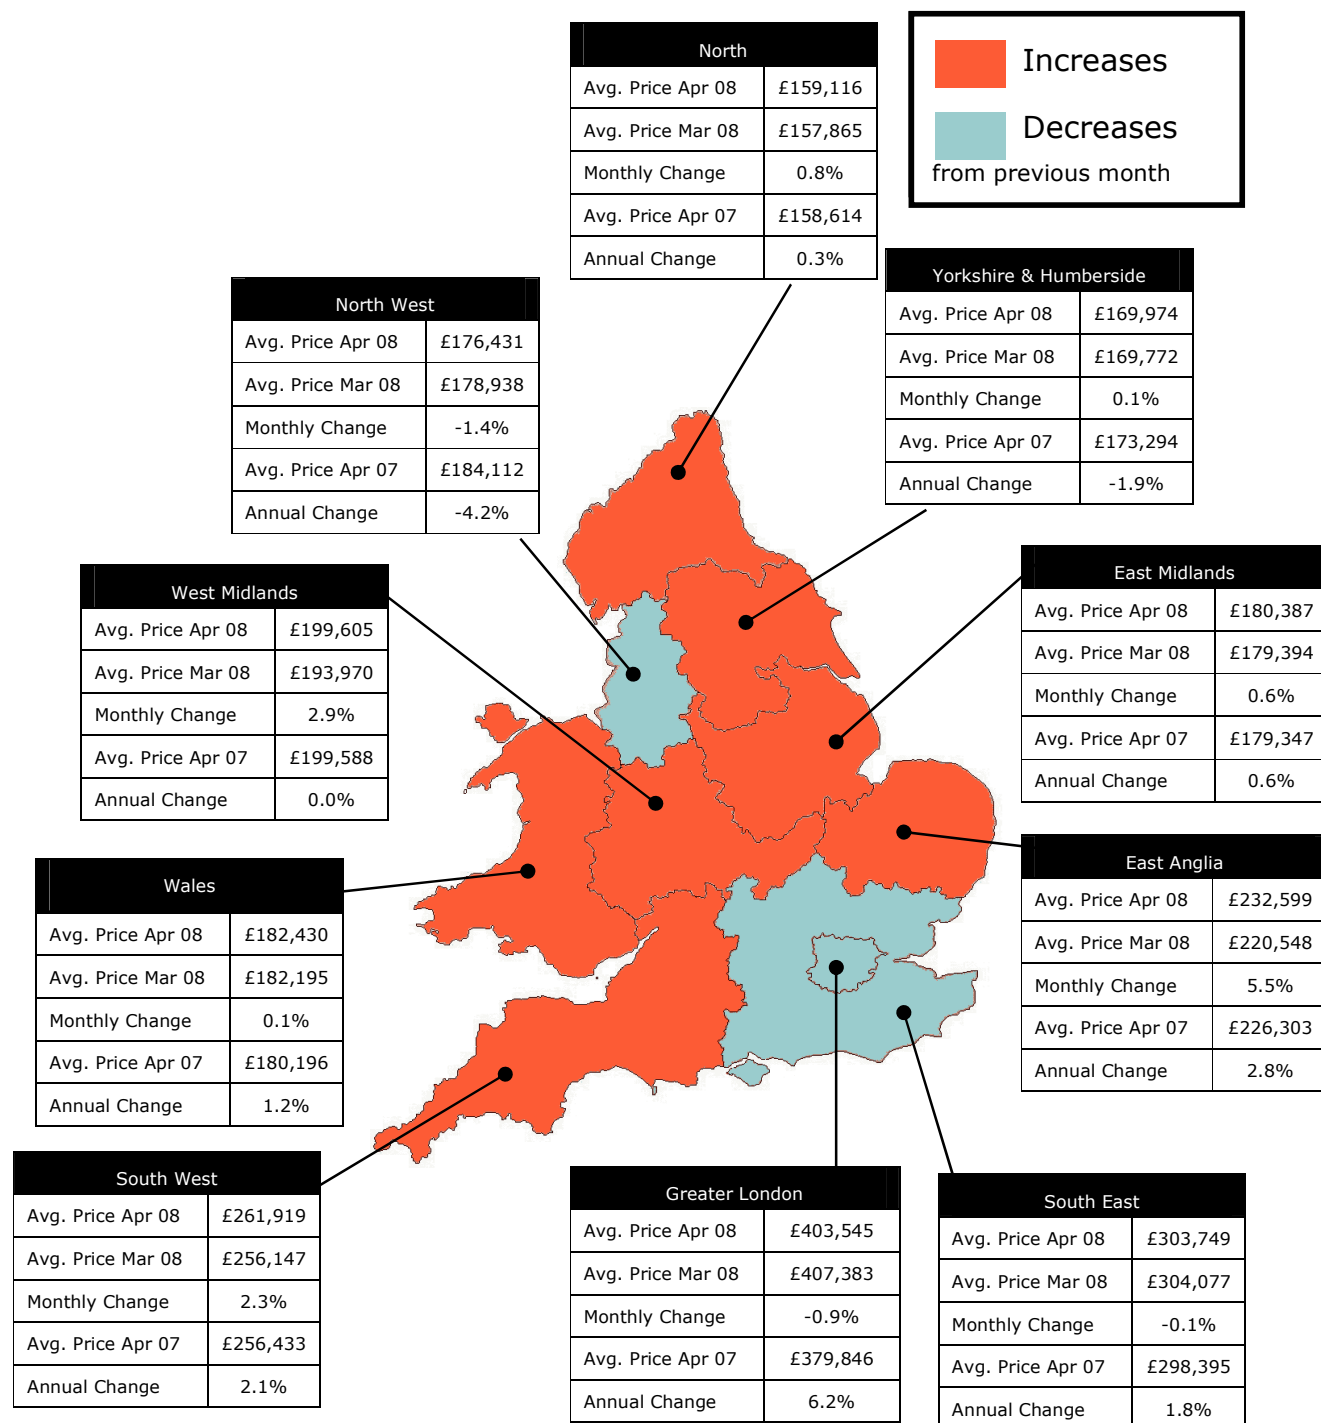 North
Avg. Price Apr 08 £159,116
Avg. Price Mar 08 £157,865
Monthly Change 0.8%
Avg. Price Apr 07 £158,614
Annual Change 0.3%
Increases
Decreases
from previous month
North West
Avg. Price Apr 08 £176,431
Avg. Price Mar 08 £178,938
Monthly Change -1.4%
Avg. Price Apr 07 £184,112
Annual Change -4.2%
Yorkshire & Humberside
Avg. Price Apr 08 £169,974
Avg. Price Mar 08 £169,772
Monthly Change 0.1%
Avg. Price Apr 07 £173,294
Annual Change -1.9%
West Midlands
Avg. Price Apr 08 £199,605
Avg. Price Mar 08 £193,970
Monthly Change 2.9%
Avg. Price Apr 07 £199,588
Annual Change 0.0%
East Midlands
Avg. Price Apr 08 £180,387
Avg. Price Mar 08 £179,394
Monthly Change 0.6%
Avg. Price Apr 07 £179,347
Annual Change 0.6%
Wales
Avg. Price Apr 08 £182,430
Avg. Price Mar 08 £182,195
Monthly Change 0.1%
Avg. Price Apr 07 £180,196
Annual Change 1.2%
East Anglia
Avg. Price Apr 08 £232,599
Avg. Price Mar 08 £220,548
Monthly Change 5.5%
Avg. Price Apr 07 £226,303
Annual Change 2.8%
South West
Avg. Price Apr 08 £261,919
Avg. Price Mar 08 £256,147
Monthly Change 2.3%
Avg. Price Apr 07 £256,433
Annual Change 2.1%
Greater London
Avg. Price Apr 08 £403,545
Avg. Price Mar 08 £407,383
Monthly Change -0.9%
Avg. Price Apr 07 £379,846
Annual Change 6.2%
South East
Avg. Price Apr 08 £303,749
Avg. Price Mar 08 £304,077
Monthly Change -0.1%
Avg. Price Apr 07 £298,395
Annual Change 1.8%